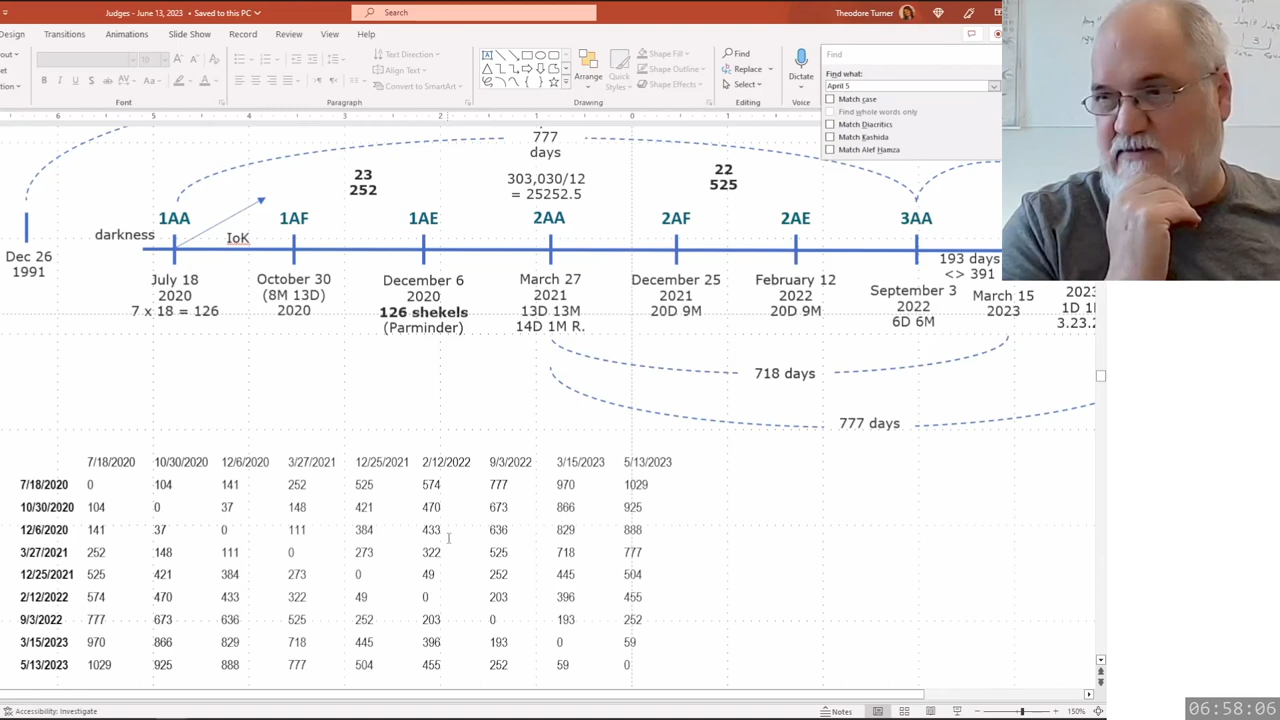 Judges - June 13, 2023 • Saved to this PC
Search
Theodore Turner
Design Transitions Animations Slide Show Record Review View Help
Text Direction
Align Text
Convert to SmartArt
Font
Paragraph
Arrange
Quick Styles
Shape Fill
Shape Outline
Shape Effects
Drawing
Find
Replace
Select
Editing
Dictate
Voice
Find
Find what:
April 5
Match case
Find whole words only
Match Diacritics
Match Kashida
Match Alef Hamza
6 5 4 3 2 1 0 1 2 3
777
days
303,030/12
= 25252.5
23
252
22
525
1AA 1AF 1AE 2AA 2AF 2AE 3AA
darkness
IoK
Dec 26
1991
July 18
2020
7 x 18 = 126
October 30
(8M 13D)
2020
December 6
2020
126 shekels
(Parminder)
March 27
2021
13D 13M
14D 1M R.
December 25
2021
20D 9M
February 12
2022
20D 9M
September 3
2022
6D 6M
193 days
<> 391
March 15
2023
718 days
777 days
7/18/2020 10/30/2020 12/6/2020 3/27/2021 12/25/2021 2/12/2022 9/3/2022 3/15/2023 5/13/2023
7/18/2020 0 104 141 252 525 574 777 970 1029
10/30/2020 104 0 37 148 421 470 673 866 925
12/6/2020 141 37 0 111 384 433 636 829 888
3/27/2021 252 148 111 0 273 322 525 718 777
12/25/2021 525 421 384 273 0 49 252 445 504
2/12/2022 574 470 433 322 49 0 203 396 455
9/3/2022 777 673 636 525 252 203 0 193 252
3/15/2023 970 866 829 718 445 396 193 0 59
5/13/2023 1029 925 888 777 504 455 252 59 0
Accessibility: Investigate
Notes
150%
06:58:06